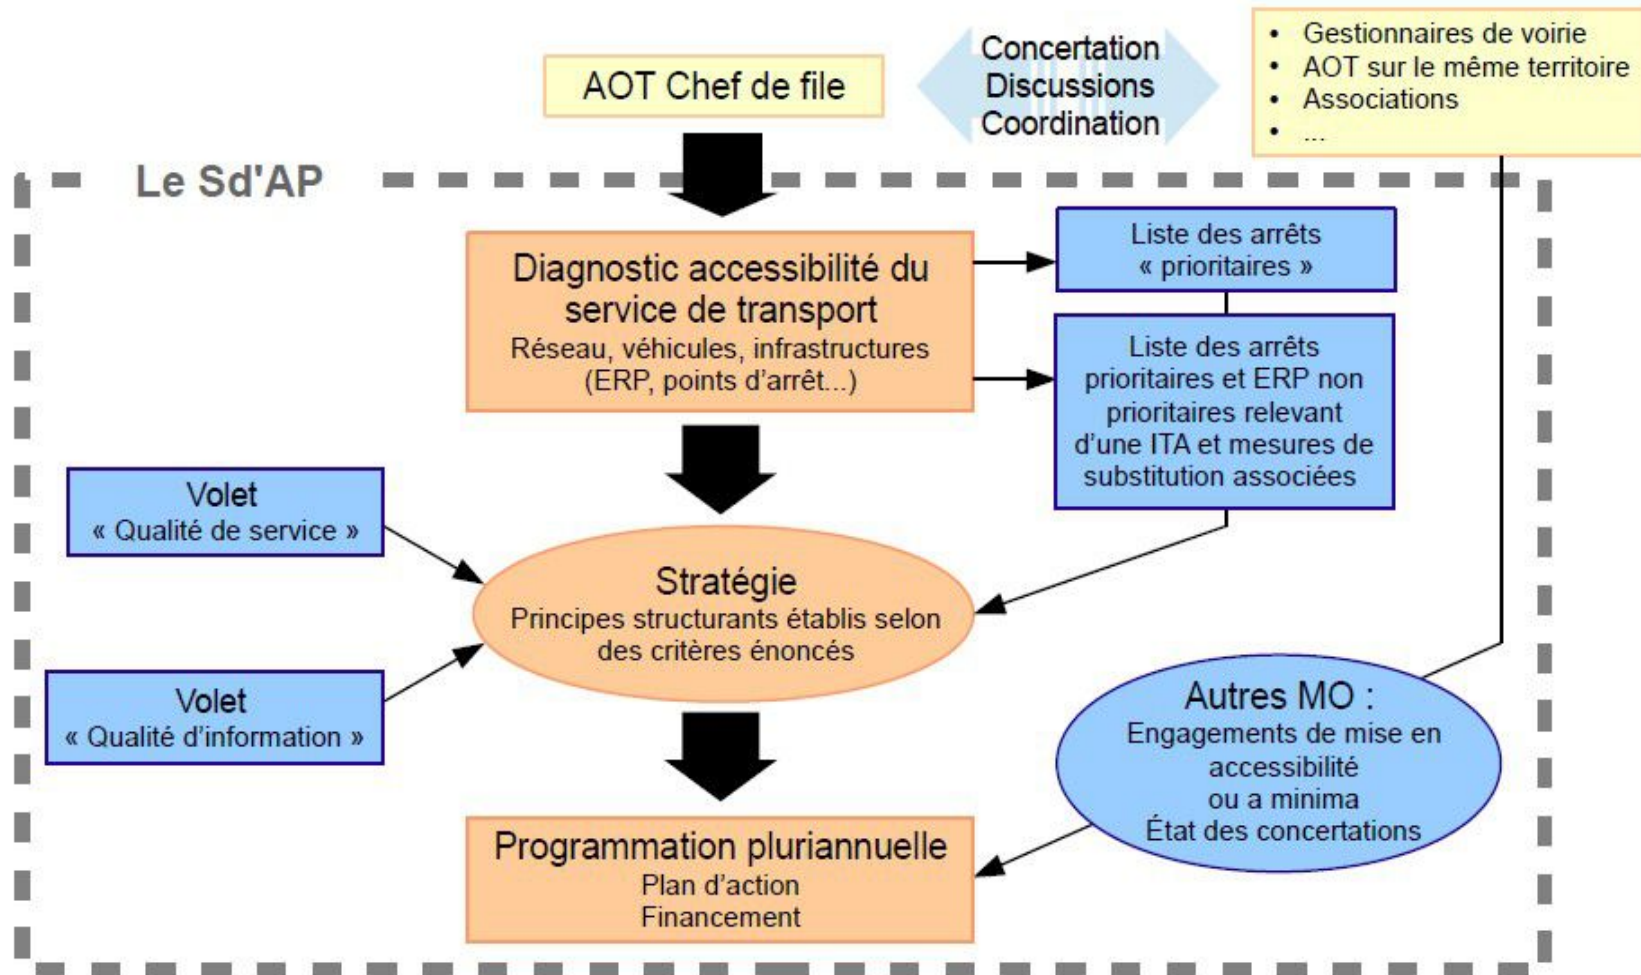 AOT Chef de file
Concertation
Discussions
Coordination
• Gestionnaires de voirie
• AOT sur le même territoire
• Associations
• ...
Le Sd'AP
Diagnostic accessibilité du
service de transport
Réseau, véhicules, infrastructures
(ERP, points d’arrêt...)
Liste des arrêts
« prioritaires »
Liste des arrêts
prioritaires et ERP non
prioritaires relevant
d’une ITA et mesures de
substitution associées
Volet
« Qualité de service »
Stratégie
Principes structurants établis selon
des critères énoncés
Volet
« Qualité d’information »
Autres MO :
Engagements de mise en
accessibilité
ou a minima
État des concertations
Programmation pluriannuelle
Plan d’action
Financement